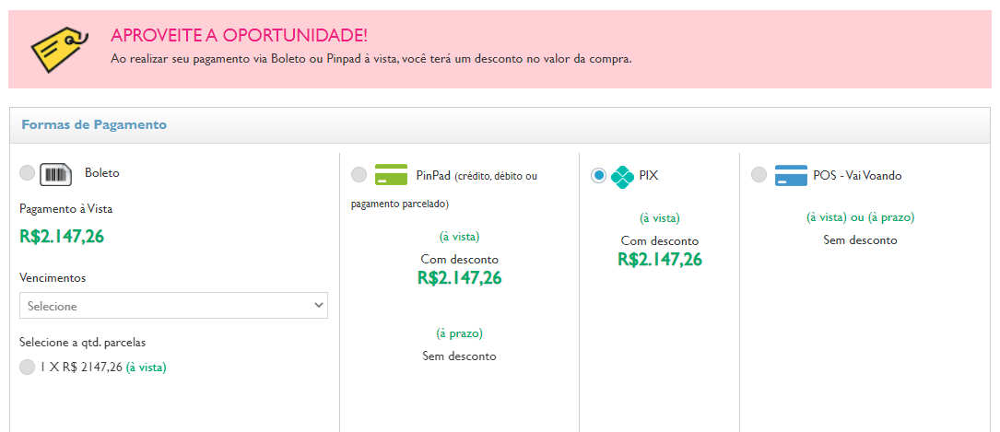 APROVEITE A OPORTUNIDADE!
Ao realizar seu pagamento via Boleto ou Pinpad à vista, você terá um desconto no valor da compra.
Formas de Pagamento
Boleto
Pagamento à Vista
R$2.147,26
Vencimentos
Selecione
Selecione a qtd. parcelas
1 X R$ 2147,26 (à vista)
PinPad (crédito, débito ou
pagamento parcelado)
(à vista)
Com desconto
R$2.147,26
(à prazo)
Sem desconto
PIX
(à vista)
Com desconto
R$2.147,26
POS - Vai Voando
(à vista) ou (à prazo)
Sem desconto